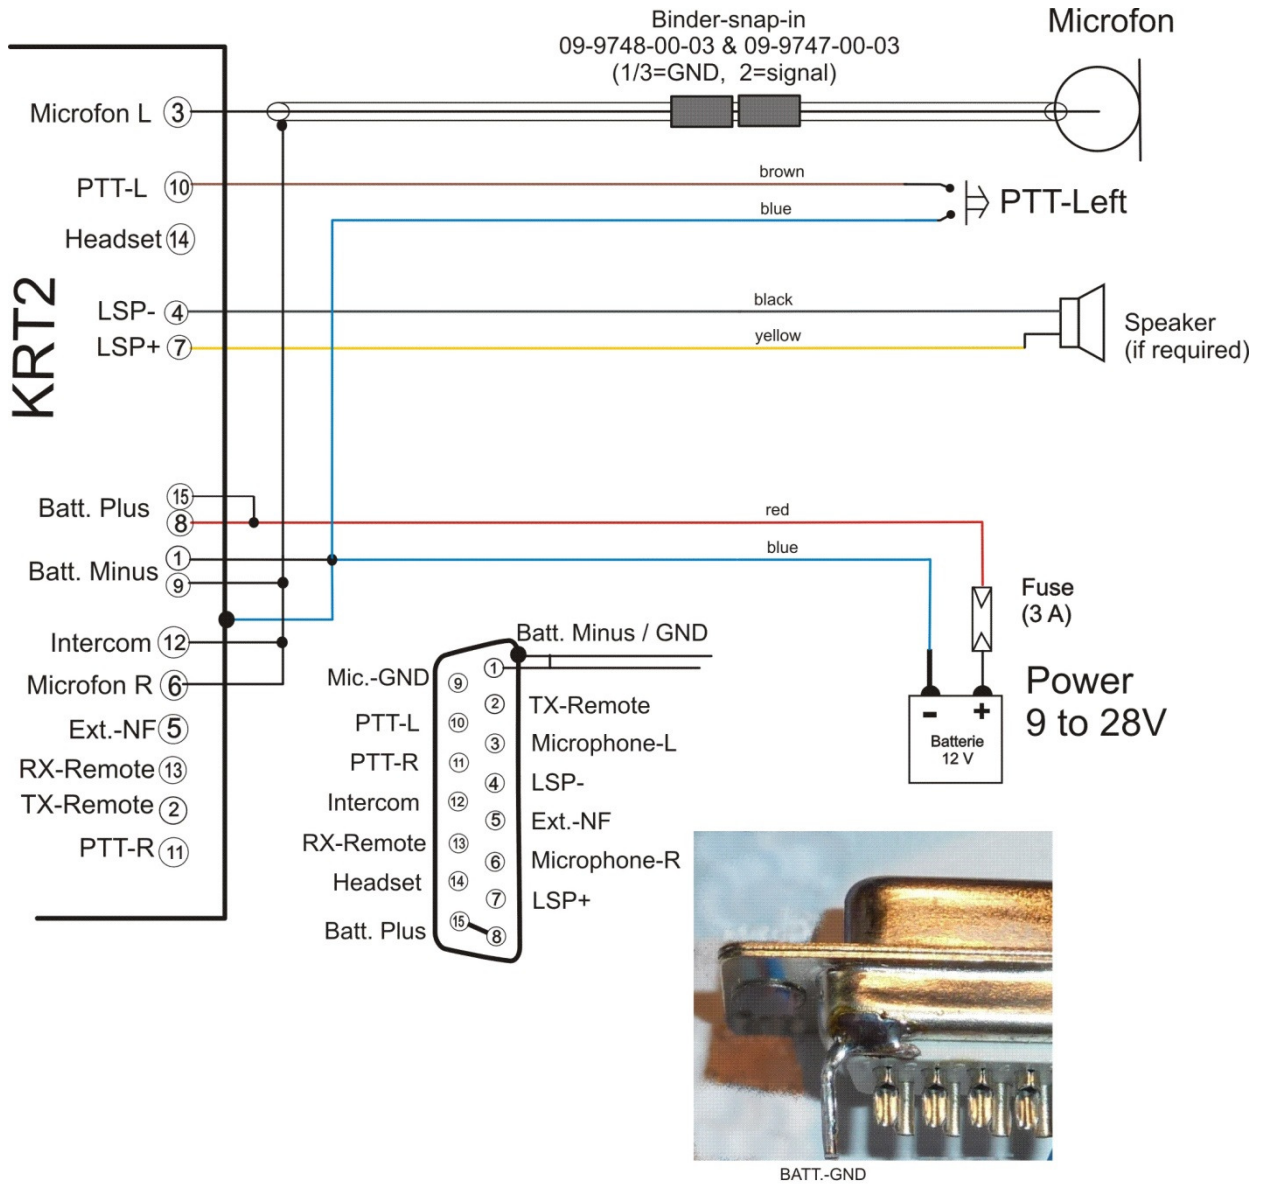 Binder-snap-in
09-9748-00-03 & 09-9747-00-03
(1/3=GND, 2=signal)
Microfon
KRT2
Microfon L 3
PTT-L 10
brown
blue
PTT-Left
Headset 14
LSP- 4
black
LSP+ 7
yellow
Speaker
(if required)
15
Batt. Plus
8
red
1
Batt. Minus
9
blue
Fuse
(3 A)
Intercom 12
Microfon R 6
Ext.-NF 5
RX-Remote 13
TX-Remote 2
PTT-R 11
Batt. Minus / GND
1
Mic.-GND 9
2 TX-Remote
PTT-L 10
3 Microphone-L
PTT-R 11
4 LSP-
Intercom 12
5 Ext.-NF
RX-Remote 13
6 Microphone-R
Headset 14
7 LSP+
Batt. Plus 15
8
Power
9 to 28V
- +
Batterie
12 V
BATT.-GND